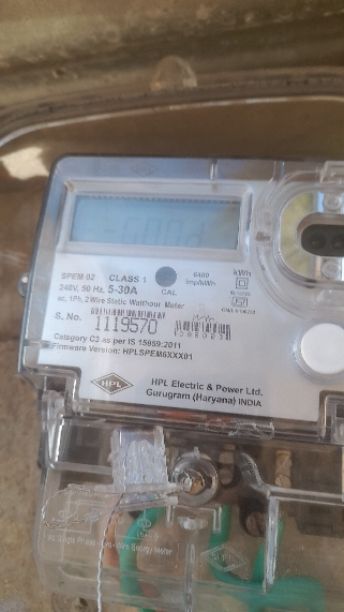 HPL
SPEM 02 CLASS 1
240V, 50 Hz, 5-30A
ac, 1Ph, 2 Wire Static Watthour Meter
CAL
6400
imp/kWh
kWh
S. No. 1119570
Category C3 as per IS 15959:2011
Firmware Version: HPLSPEM6XXX01
HPL
HPL Electric & Power Ltd.
Gurugram (Haryana) INDIA
HPL